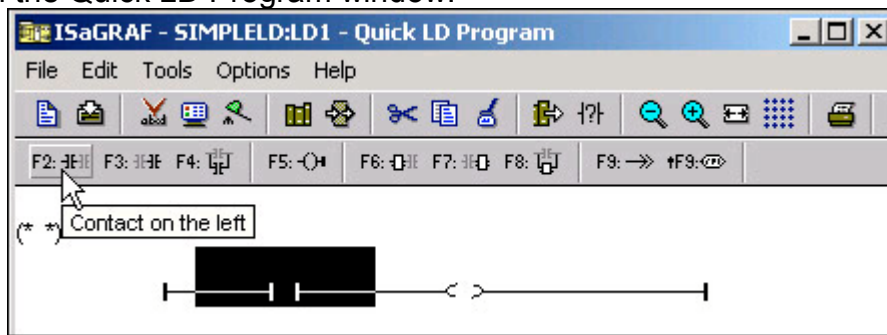 the Quick LD Program window
ISaGRAF - SIMPLELD:LD1 - Quick LD Program
File Edit Tools Options Help
F2: F3: F4: F5: F6: F7: F8: F9: F9:
Contact on the left
(* *)